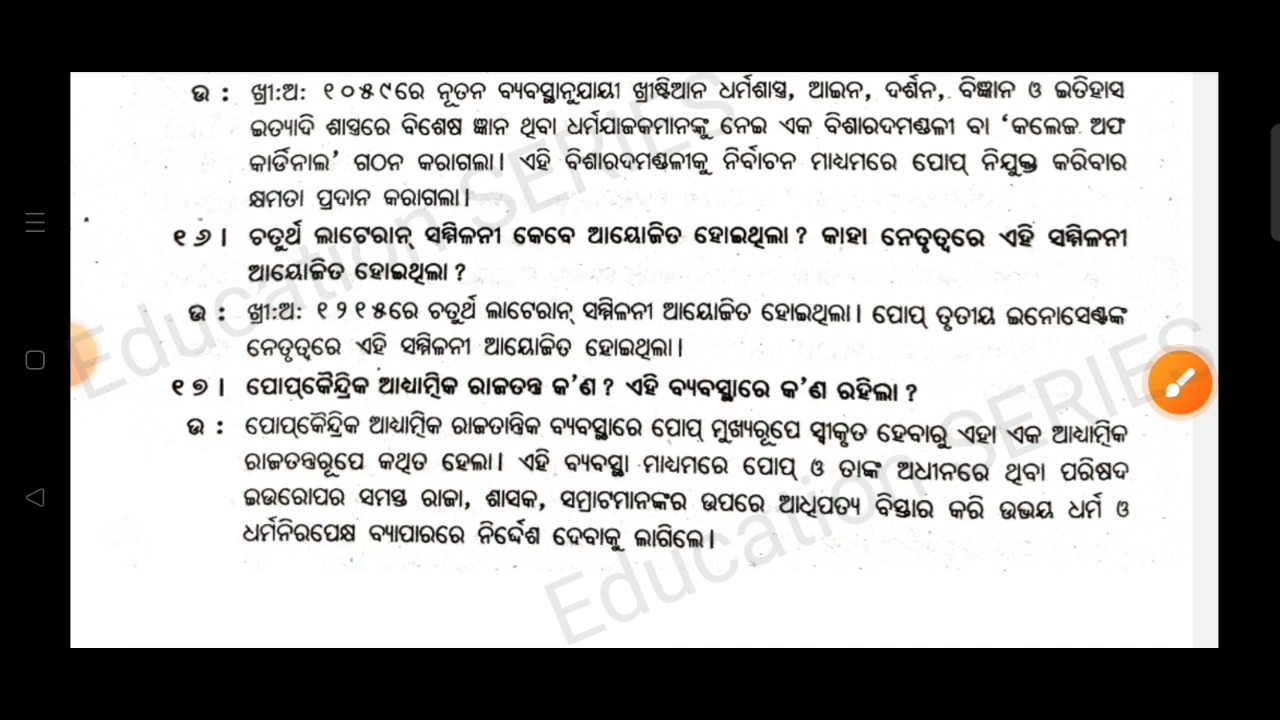 ଉ : ଖ୍ରୀ:ଅ: ୧୦୫୯ରେ ନୂତନ ବ୍ୟବସ୍ଥାନୁଯାୟୀ ଖ୍ରୀଷ୍ଟିଆନ ଧର୍ମଶାସ୍ତ୍ର, ଆଇନ, ଦର୍ଶନ, ବିଜ୍ଞାନ ଓ ଇତିହାସ
ଇତ୍ୟାଦି ଶାସ୍ତ୍ରରେ ବିଶେଷ ଜ୍ଞାନ ଥିବା ଧର୍ମଯାଜକମାନଙ୍କୁ ନେଇ ଏକ ବିଶାରଦମଣ୍ଡଳୀ ବା ‘କଲେଜ ଅଫ
କାର୍ଡିନାଲ’ ଗଠନ କରାଗଲା। ଏହି ବିଶାରଦମଣ୍ଡଳୀକୁ ନିର୍ବାଚନ ମାଧ୍ୟମରେ ପୋପ୍ ନିଯୁକ୍ତ କରିବାର
କ୍ଷମତା ପ୍ରଦାନ କରାଗଲା।
୧୬। ଚତୁର୍ଥ ଲାଟେରାନ୍ ସମ୍ମିଳନୀ କେବେ ଆୟୋଜିତ ହୋଇଥିଲା ? କାହା ନେତୃତ୍ୱରେ ଏହି ସମ୍ମିଳନୀ
ଆୟୋଜିତ ହୋଇଥିଲା ?
ଉ : ଖ୍ରୀ:ଅ: ୧୨୧୫ରେ ଚତୁର୍ଥ ଲାଟେରାନ୍ ସମ୍ମିଳନୀ ଆୟୋଜିତ ହୋଇଥିଲା। ପୋପ୍ ତୃତୀୟ ଇନୋସେଣ୍ଟଙ୍କ
ନେତୃତ୍ୱରେ ଏହି ସମ୍ମିଳନୀ ଆୟୋଜିତ ହୋଇଥିଲା।
୧୭। ପୋପ୍‌କୈନ୍ଦ୍ରିକ ଆଧ୍ୟାତ୍ମିକ ରାଜତନ୍ତ୍ର କ’ଣ ? ଏହି ବ୍ୟବସ୍ଥାରେ କ’ଣ ରହିଲା ?
ଉ : ପୋପ୍‌କୈନ୍ଦ୍ରିକ ଆଧ୍ୟାତ୍ମିକ ରାଜତାନ୍ତ୍ରିକ ବ୍ୟବସ୍ଥାରେ ପୋପ୍ ମୁଖ୍ୟରୂପେ ସ୍ୱୀକୃତ ହେବାରୁ ଏହା ଏକ ଆଧ୍ୟାତ୍ମିକ
ରାଜତନ୍ତ୍ରରୂପେ କଥିତ ହେଲା। ଏହି ବ୍ୟବସ୍ଥା ମାଧ୍ୟମରେ ପୋପ୍ ଓ ତାଙ୍କ ଅଧୀନରେ ଥିବା ପରିଷଦ
ଇଉରୋପର ସମସ୍ତ ରାଜା, ଶାସକ, ସମ୍ରାଟମାନଙ୍କର ଉପରେ ଆଧିପତ୍ୟ ବିସ୍ତାର କରି ଉଭୟ ଧର୍ମ ଓ
ଧର୍ମନିରପେକ୍ଷ ବ୍ୟାପାରରେ ନିର୍ଦ୍ଦେଶ ଦେବାକୁ ଲାଗିଲେ।
Education SERIES
Education SERIES